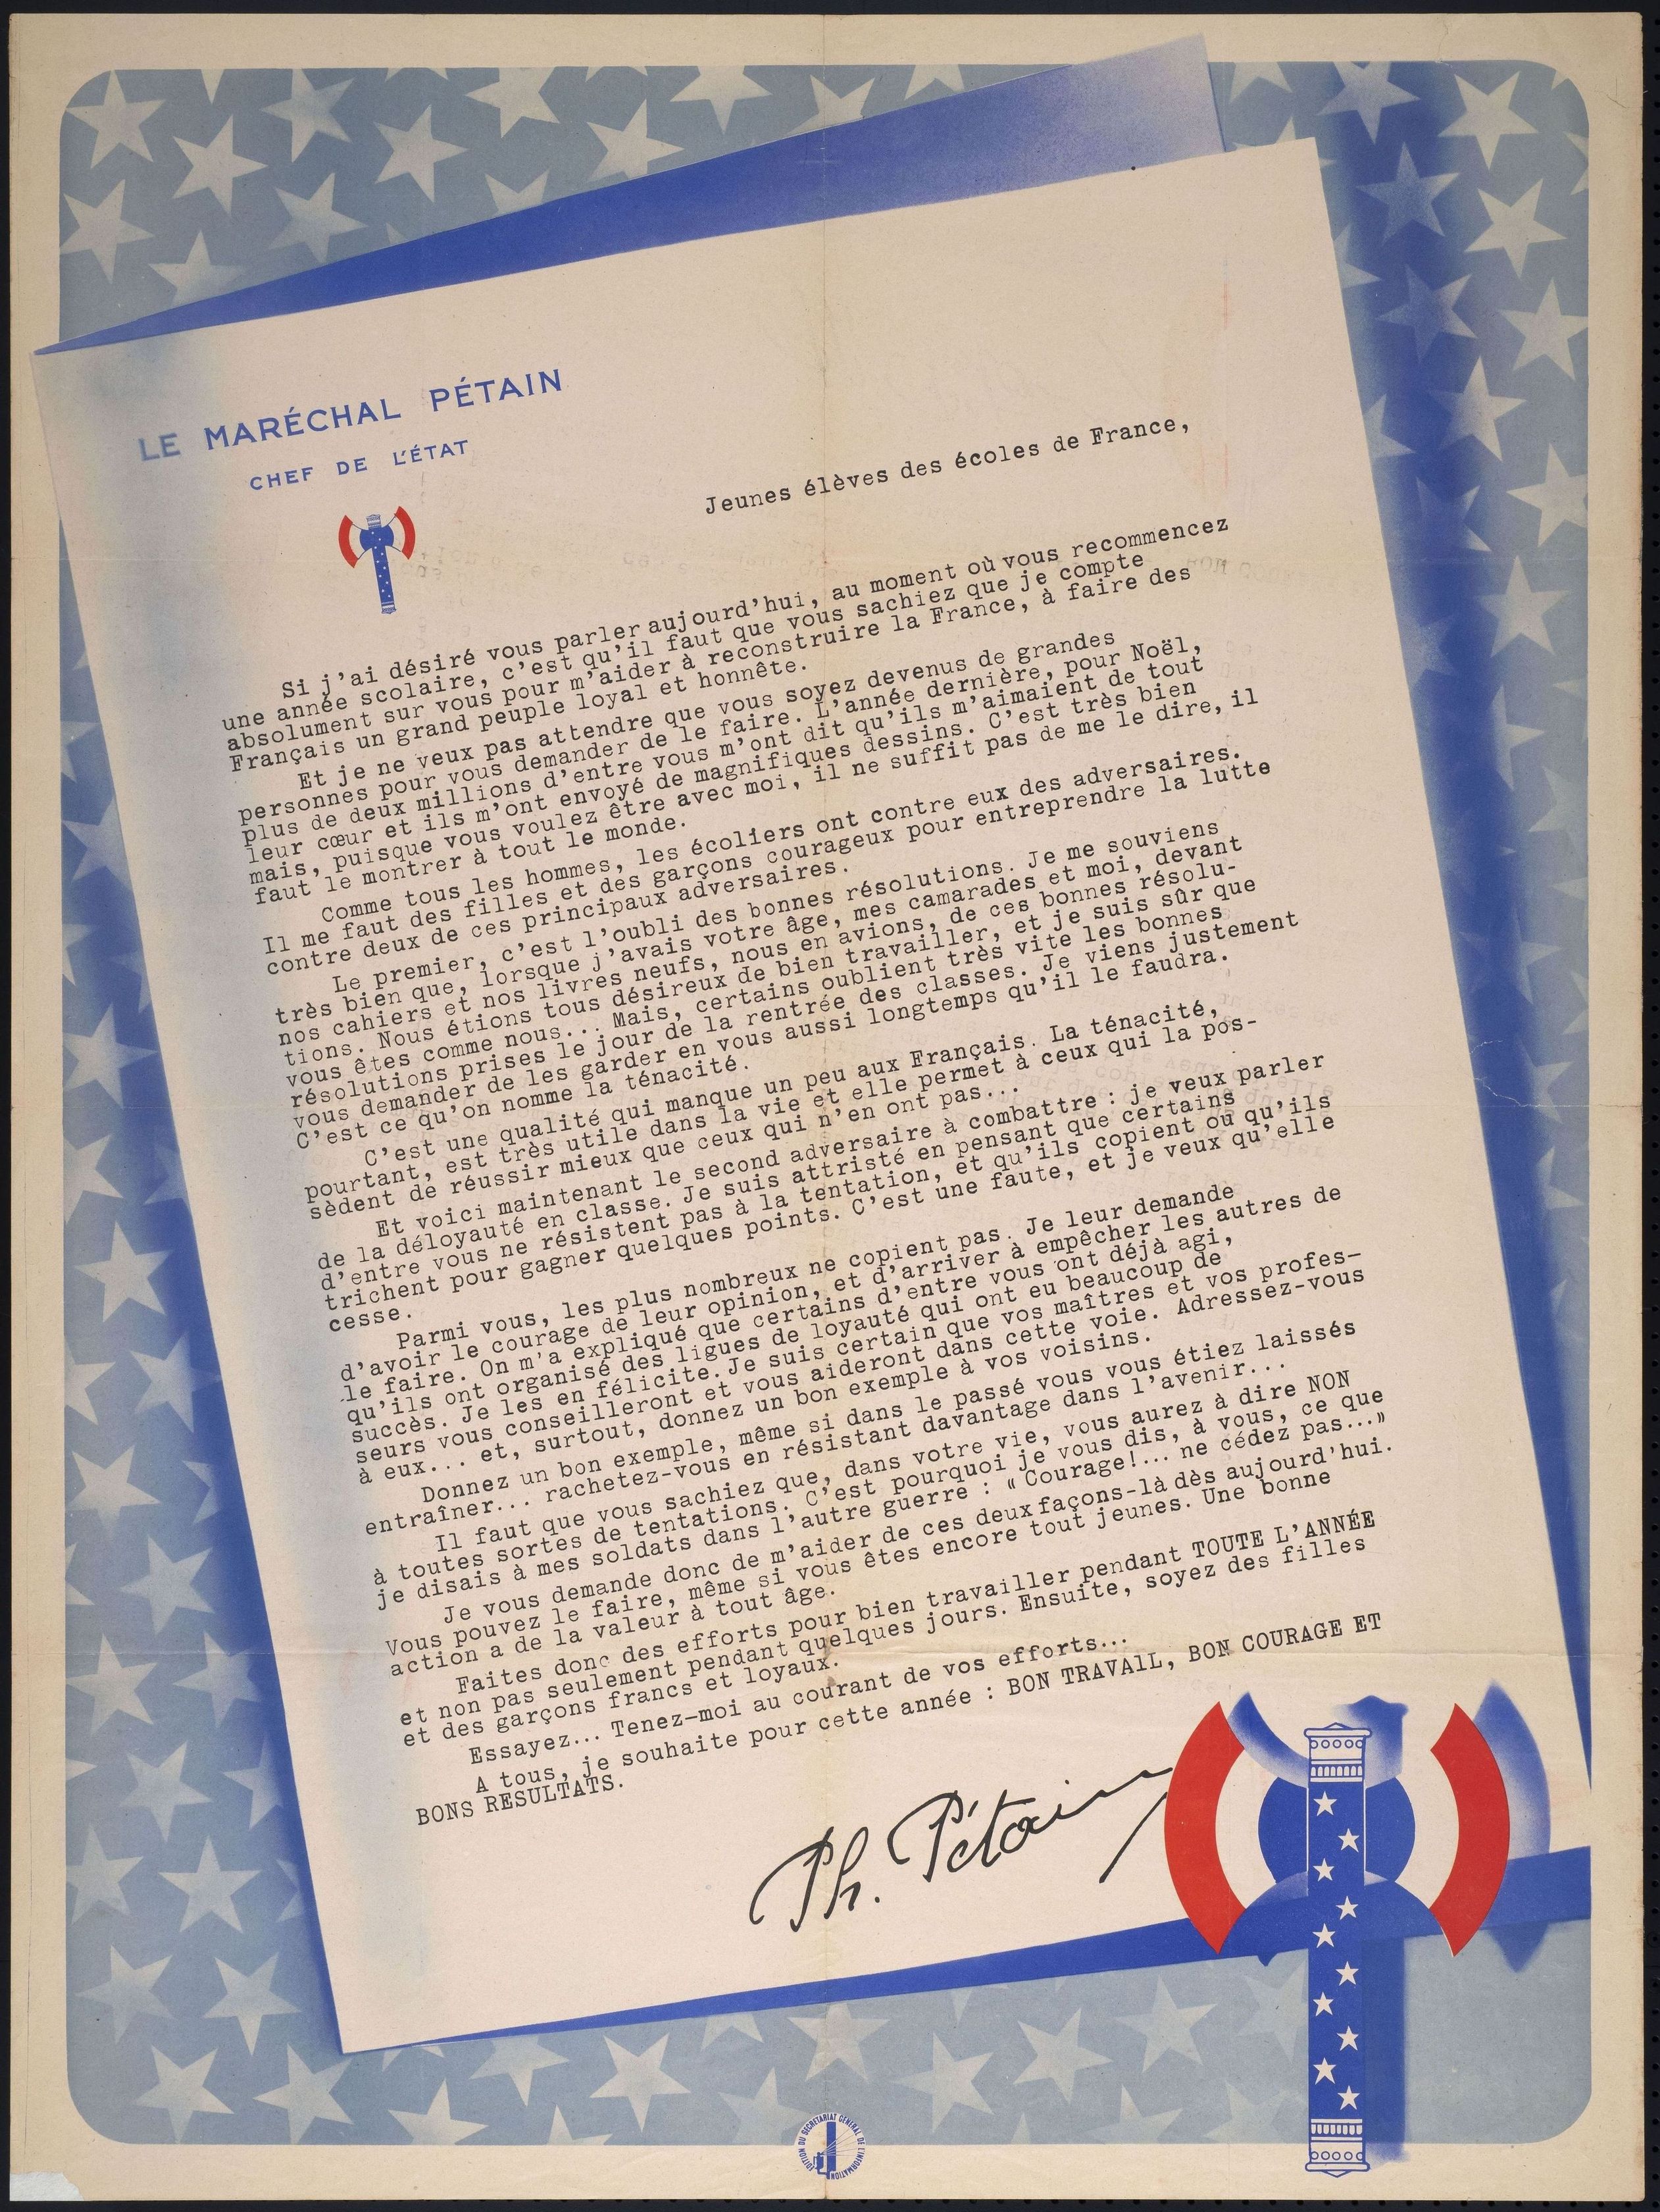 LE MARÉCHAL PÉTAIN
CHEF DE L'ÉTAT
Jeunes élèves des écoles de France,
Si j'ai désiré vous parler aujourd'hui, au moment où vous recommencez
une année scolaire, c'est qu'il faut que vous sachiez que je compte
absolument sur vous pour m'aider à reconstruire la France, à faire des
Français un grand peuple loyal et honnête.
Et je ne veux pas attendre que vous soyez devenus de grandes
personnes pour vous demander de le faire. L'année dernière, pour Noël,
plus de deux millions d'entre vous m'ont dit qu'ils m'aimaient de tout
leur cœur et ils m'ont envoyé de magnifiques dessins. C'est très bien
mais, puisque vous voulez être avec moi, il ne suffit pas de me le dire, il
faut le montrer à tout le monde.
Comme tous les hommes, les écoliers ont contre eux des adversaires.
Il me faut des filles et des garçons courageux pour entreprendre la lutte
contre deux de ces principaux adversaires.
Le premier, c'est l'oubli des bonnes résolutions. Je me souviens
très bien que, lorsque j'avais votre âge, mes camarades et moi, devant
nos cahiers et nos livres neufs, nous en avions, de ces bonnes résolu-
tions. Nous étions tous désireux de bien travailler, et je suis sûr que
vous êtes comme nous... Mais, certains oublient très vite les bonnes
résolutions prises le jour de la rentrée des classes. Je viens justement
vous demander de les garder en vous aussi longtemps qu'il le faudra.
C'est ce qu'on nomme la ténacité.
C'est une qualité qui manque un peu aux Français. La ténacité,
pourtant, est très utile dans la vie et elle permet à ceux qui la pos-
sèdent de réussir mieux que ceux qui n'en ont pas...
Et voici maintenant le second adversaire à combattre : je veux parler
de la déloyauté en classe. Je suis attristé en pensant que certains
d'entre vous ne résistent pas à la tentation, et qu'ils copient ou qu'ils
trichent pour gagner quelques points. C'est une faute, et je veux qu'elle
cesse.
Parmi vous, les plus nombreux ne copient pas. Je leur demande
d'avoir le courage de leur opinion, et d'arriver à empêcher les autres de
le faire. On m'a expliqué que certains d'entre vous ont déjà agi,
qu'ils ont organisé des ligues de loyauté qui ont eu beaucoup de
succès. Je les en félicite. Je suis certain que vos maîtres et vos profes-
seurs vous conseilleront et vous aideront dans cette voie. Adressez-vous
à eux... et, surtout, donnez un bon exemple à vos voisins.
Donnez un bon exemple, même si dans le passé vous vous étiez laissés
entraîner... rachetez-vous en résistant davantage dans l'avenir...
Il faut que vous sachiez que, dans votre vie, vous aurez à dire NON
à toutes sortes de tentations. C'est pourquoi je vous dis, à vous, ce que
je disais à mes soldats dans l'autre guerre : « Courage!... ne cédez pas...»
Je vous demande donc de m'aider de ces deux façons-là dès aujourd'hui.
Vous pouvez le faire, même si vous êtes encore tout jeunes. Une bonne
action a de la valeur à tout âge.
Faites donc des efforts pour bien travailler pendant TOUTE L'ANNÉE
et non pas seulement pendant quelques jours. Ensuite, soyez des filles
et des garçons francs et loyaux.
Essayez... Tenez-moi au courant de vos efforts...
A tous, je souhaite pour cette année : BON TRAVAIL, BON COURAGE ET
BONS RESULTATS.
Ph. Pétain
ÉDITION DU SECRÉTARIAT GÉNÉRAL DE L'INFORMATION